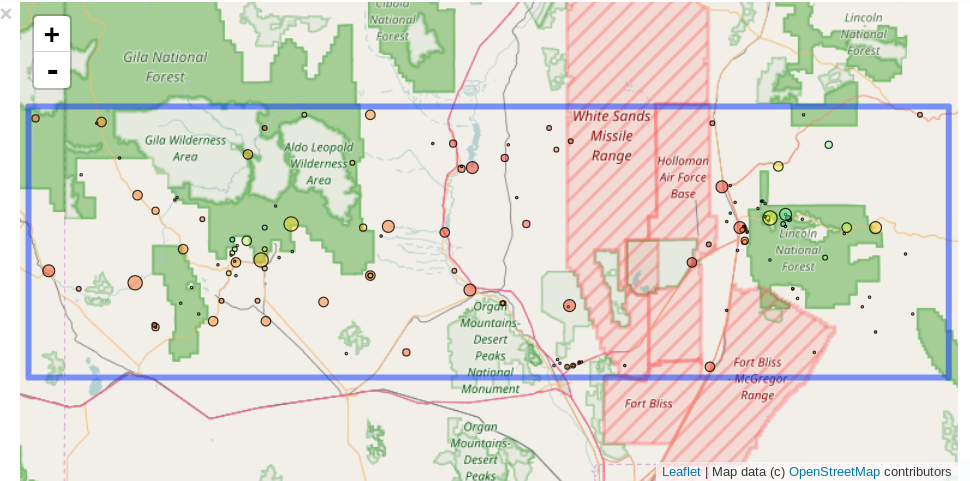 ×
+
-
Gila National
Forest
Cibola
National
Forest
Lincoln
National
Forest
Gila Wilderness
Area
Aldo Leopold
Wilderness
Area
White Sands
Missile
Range
Holloman
Air Force
Base
Lincoln
National
Forest
Organ
Mountains-
Desert
Peaks
National
Monument
Fort Bliss
- McGregor
Range
Fort Bliss
Organ
Mountains-
Desert
Peaks
Leaflet | Map data (c) OpenStreetMap contributors